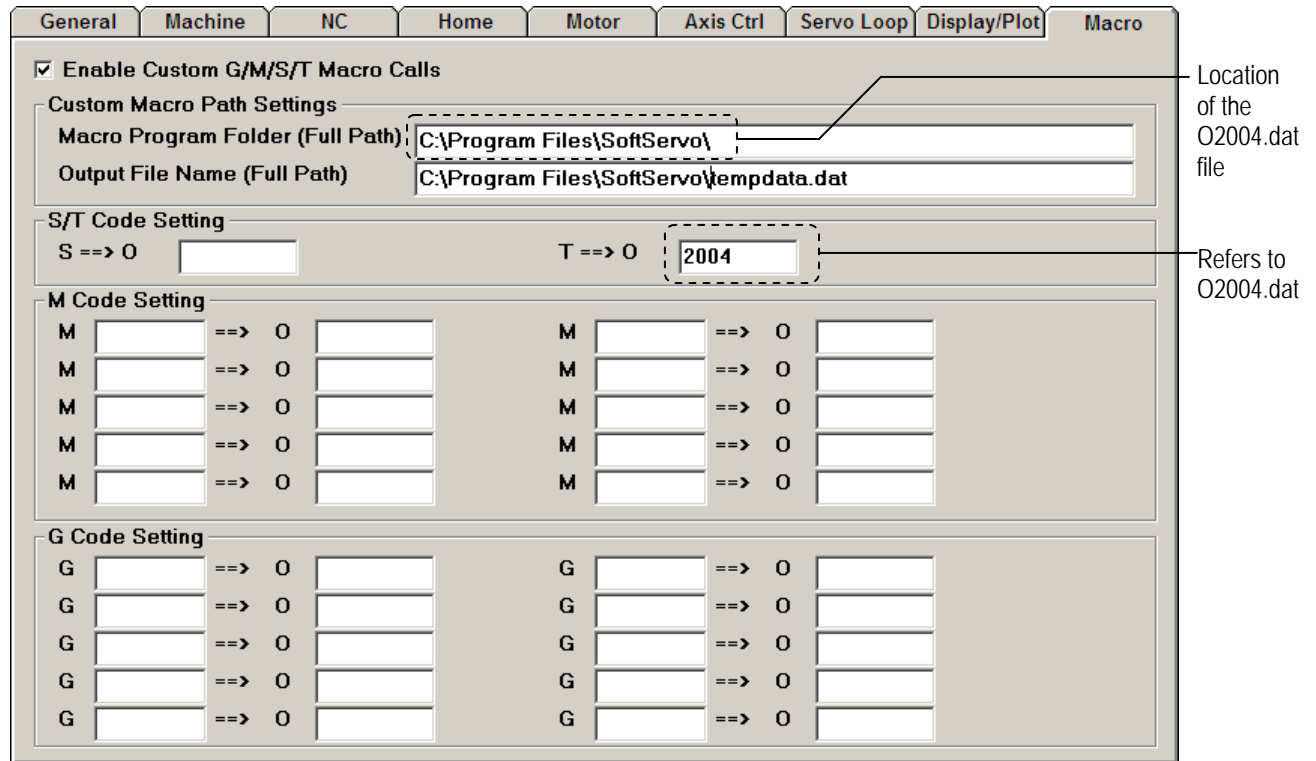 General Machine NC Home Motor Axis Ctrl Servo Loop Display/Plot Macro
Enable Custom G/M/S/T Macro Calls
Custom Macro Path Settings
Macro Program Folder (Full Path) C:\Program Files\SoftServo\
Output File Name (Full Path) C:\Program Files\SoftServo\tempdata.dat
Location
of the
O2004.dat
file
S/T Code Setting
S ==> O T ==> O 2004
Refers to
O2004.dat
M Code Setting
M ==> O M ==> O
M ==> O M ==> O
M ==> O M ==> O
M ==> O M ==> O
M ==> O M ==> O
G Code Setting
G ==> O G ==> O
G ==> O G ==> O
G ==> O G ==> O
G ==> O G ==> O
G ==> O G ==> O